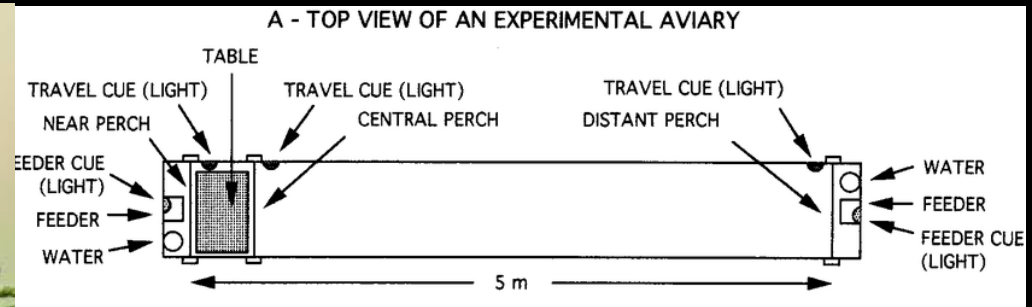 A - TOP VIEW OF AN EXPERIMENTAL AVIARY
TABLE
TRAVEL CUE (LIGHT)
TRAVEL CUE (LIGHT)
TRAVEL CUE (LIGHT)
NEAR PERCH
CENTRAL PERCH
DISTANT PERCH
EEDER CUE
(LIGHT)
FEEDER
WATER
WATER
FEEDER
FEEDER CUE
(LIGHT)
5 m